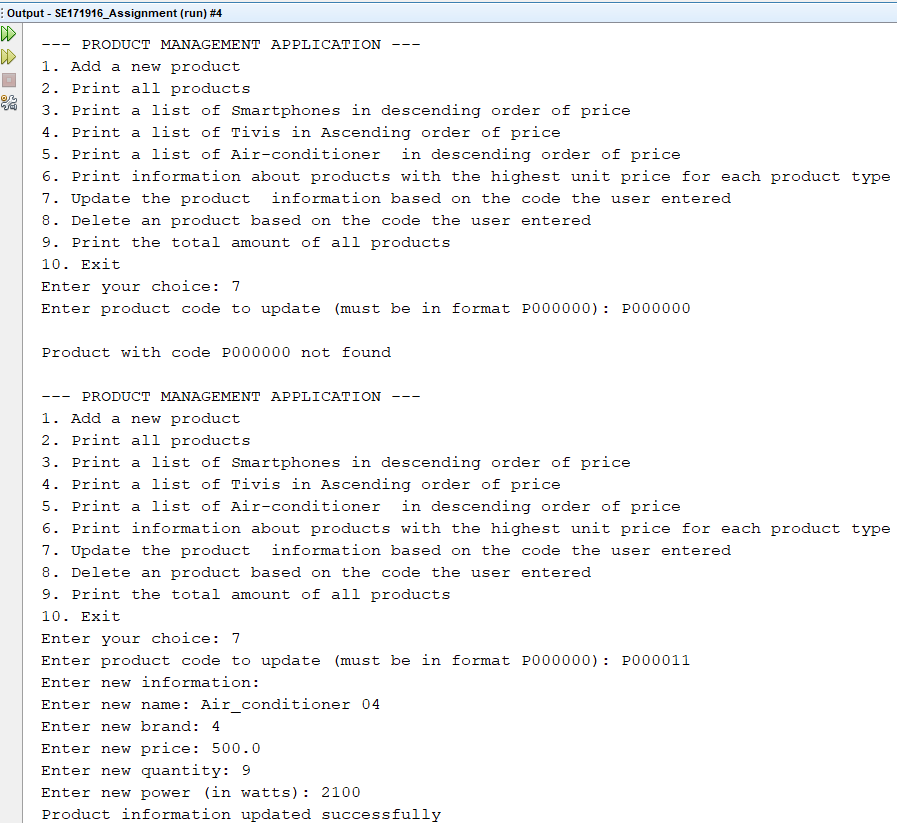 Output - SE171916_Assignment (run) #4
--- PRODUCT MANAGEMENT APPLICATION ---
1. Add a new product
2. Print all products
3. Print a list of Smartphones in descending order of price
4. Print a list of Tivis in Ascending order of price
5. Print a list of Air-conditioner  in descending order of price
6. Print information about products with the highest unit price for each product type
7. Update the product  information based on the code the user entered
8. Delete an product based on the code the user entered
9. Print the total amount of all products
10. Exit
Enter your choice: 7
Enter product code to update (must be in format P000000): P000000
Product with code P000000 not found
--- PRODUCT MANAGEMENT APPLICATION ---
1. Add a new product
2. Print all products
3. Print a list of Smartphones in descending order of price
4. Print a list of Tivis in Ascending order of price
5. Print a list of Air-conditioner  in descending order of price
6. Print information about products with the highest unit price for each product type
7. Update the product  information based on the code the user entered
8. Delete an product based on the code the user entered
9. Print the total amount of all products
10. Exit
Enter your choice: 7
Enter product code to update (must be in format P000000): P000011
Enter new information:
Enter new name: Air_conditioner 04
Enter new brand: 4
Enter new price: 500.0
Enter new quantity: 9
Enter new power (in watts): 2100
Product information updated successfully